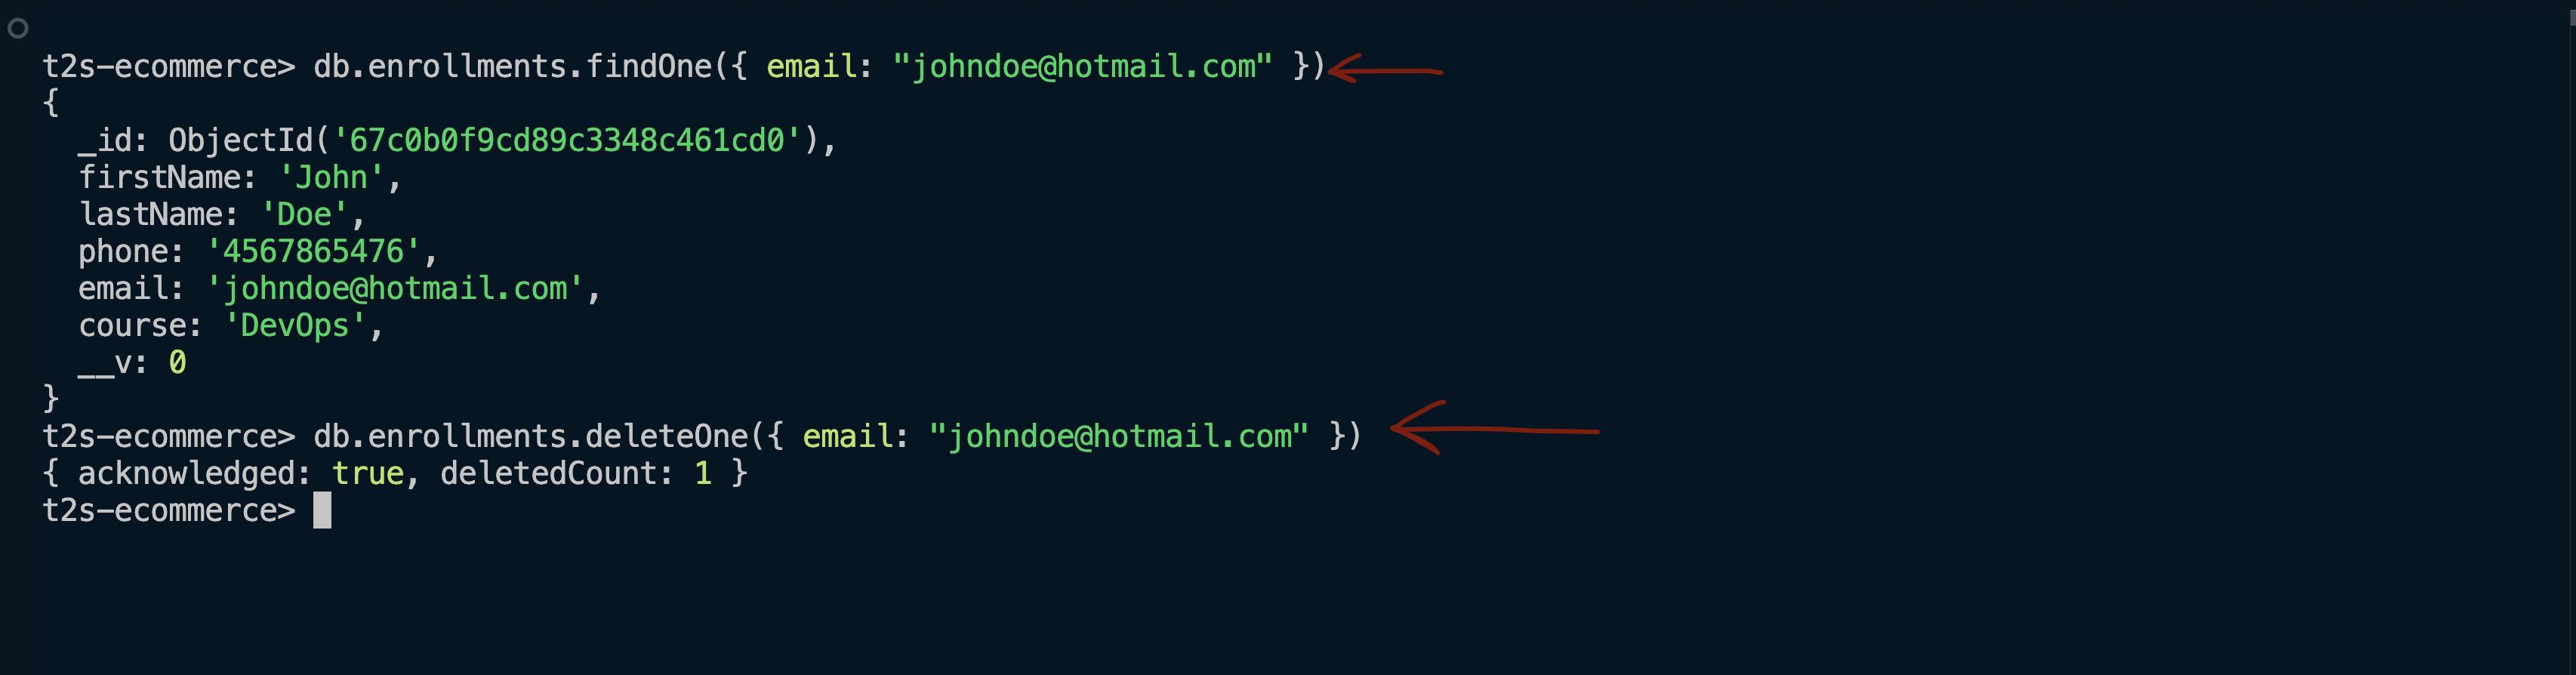 t2s-ecommerce> db.enrollments.findOne({ email: "johndoe@hotmail.com" })
{
  _id: ObjectId('67c0b0f9cd89c3348c461cd0'),
  firstName: 'John',
  lastName: 'Doe',
  phone: '4567865476',
  email: 'johndoe@hotmail.com',
  course: 'DevOps',
  __v: 0
}
t2s-ecommerce> db.enrollments.deleteOne({ email: "johndoe@hotmail.com" })
{ acknowledged: true, deletedCount: 1 }
t2s-ecommerce>